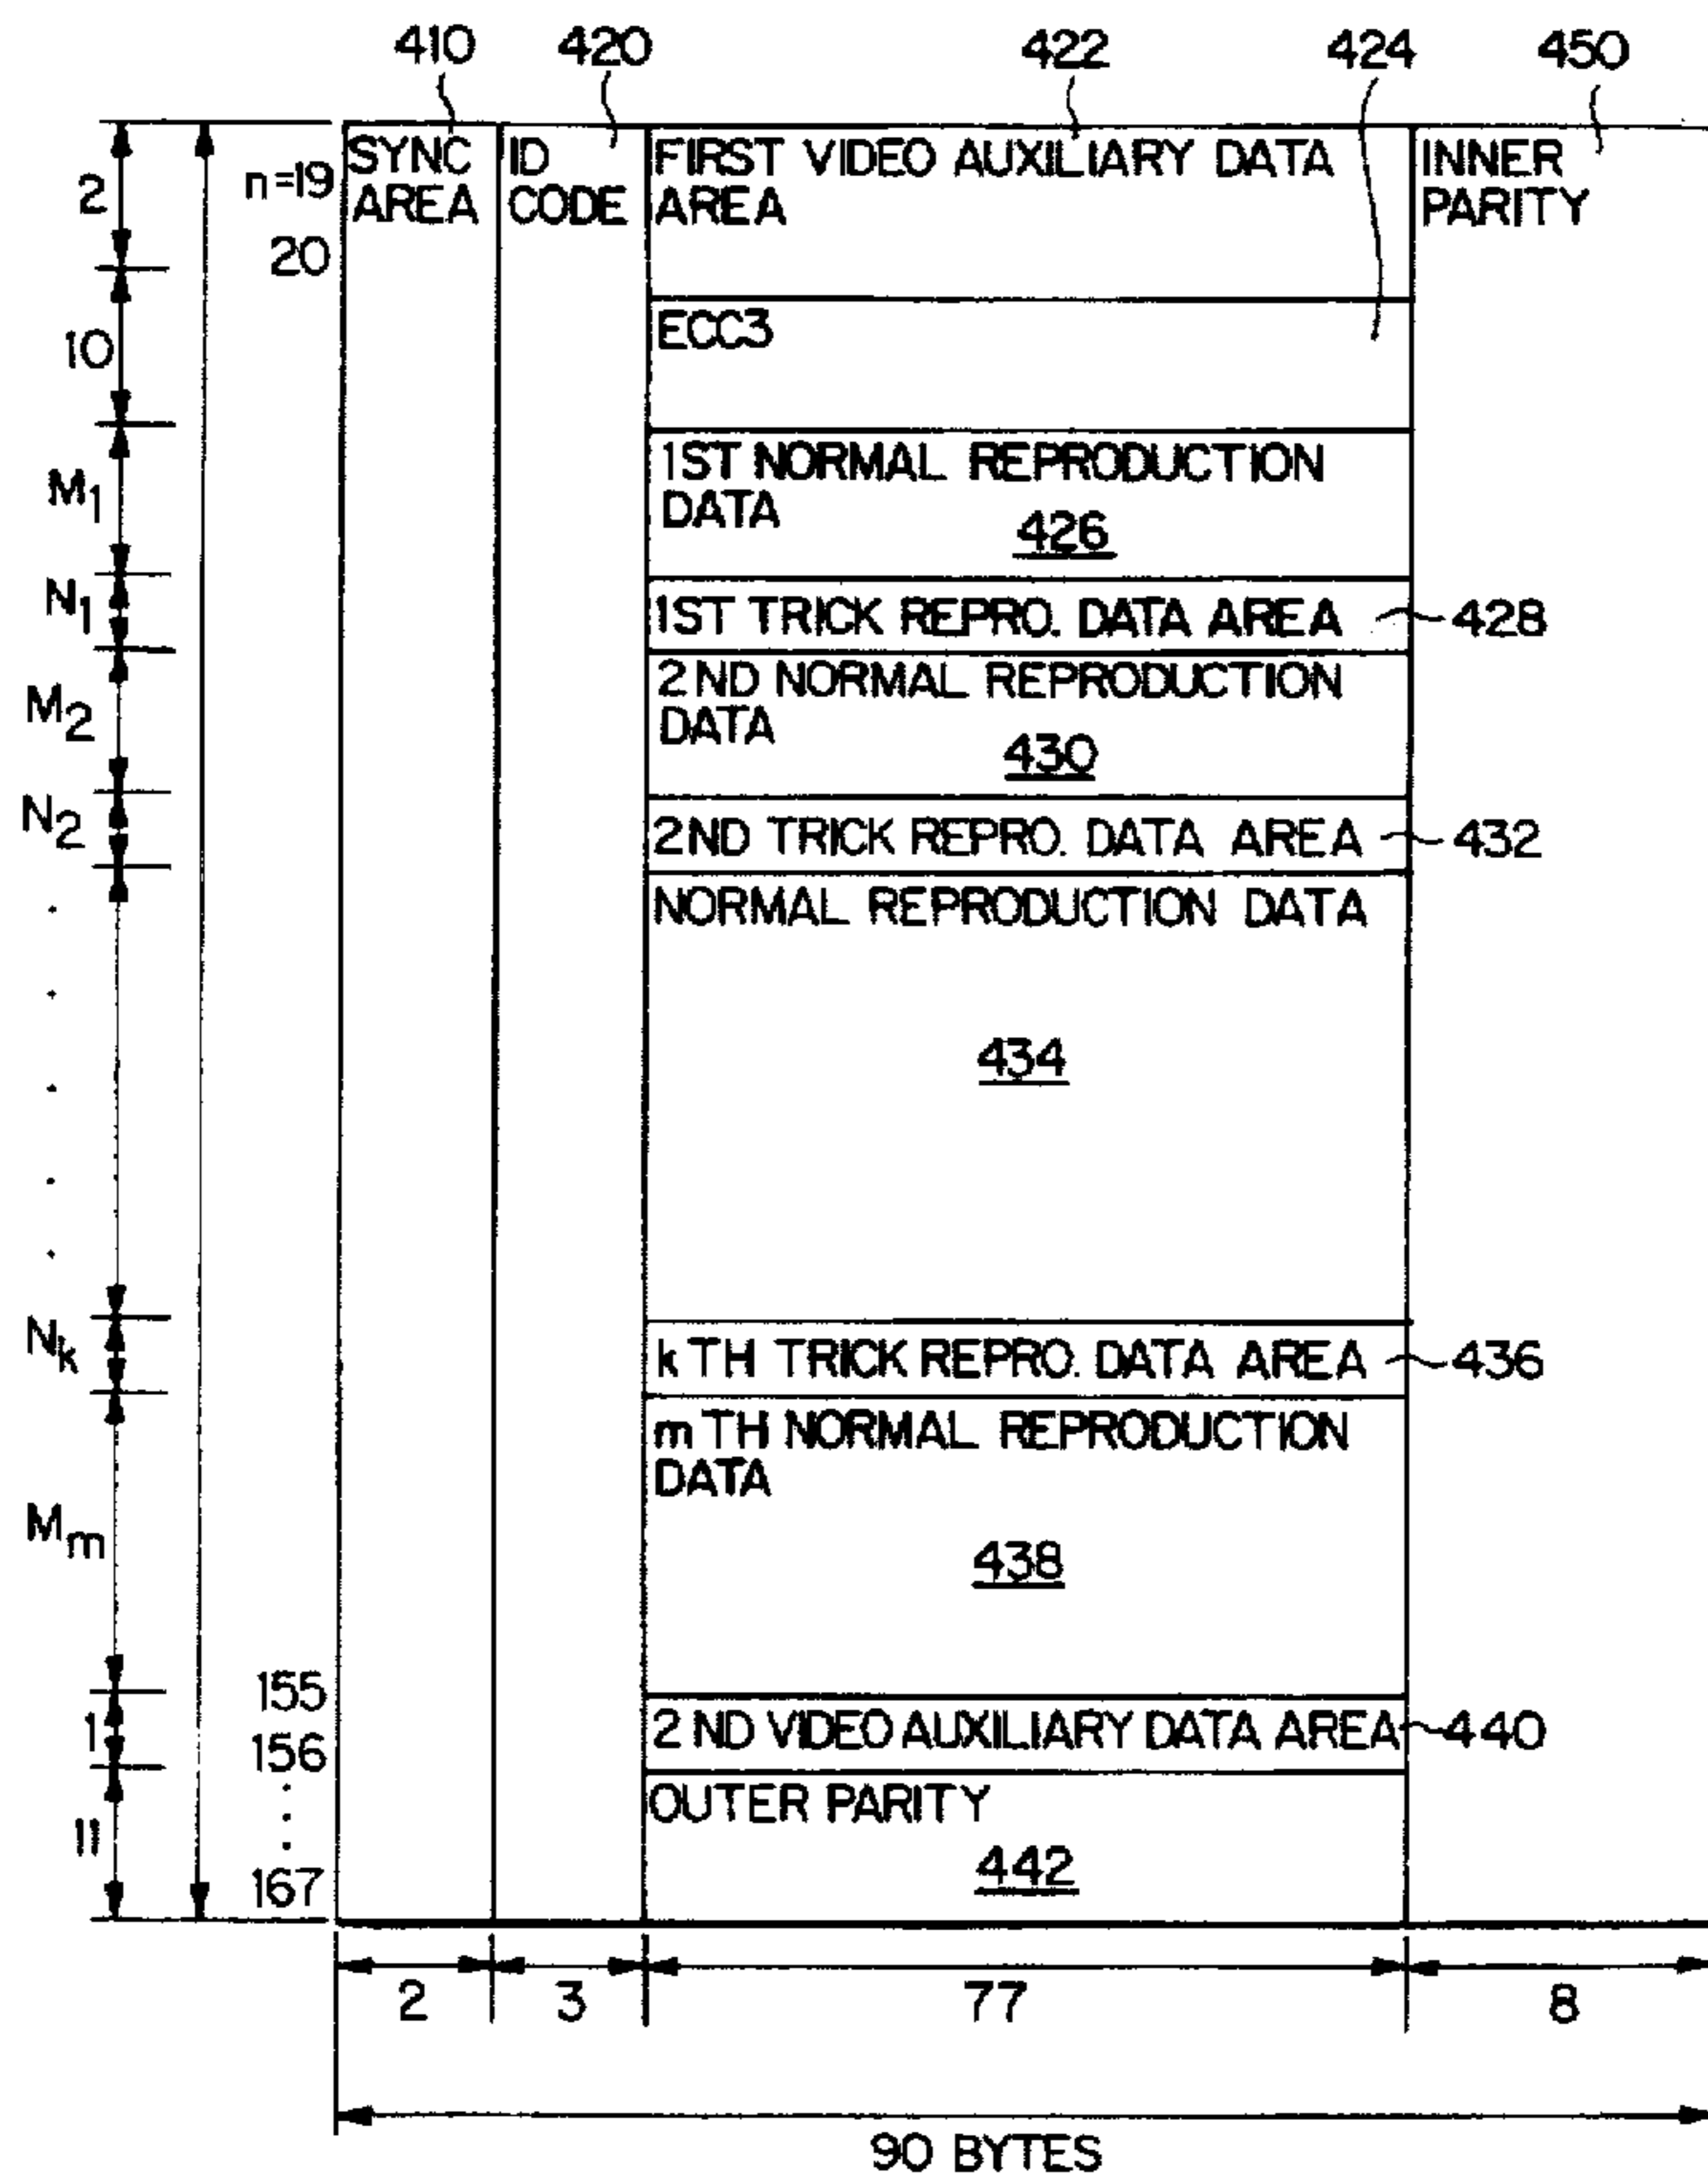 410 420 422 424 450
2
n=19
20
SYNC
AREA
ID
CODE
FIRST VIDEO AUXILIARY DATA
AREA
INNER
PARITY
10
ECC3
M1
1ST NORMAL REPRODUCTION
DATA
426
N1
1ST TRICK REPRO. DATA AREA
428
M2
2ND NORMAL REPRODUCTION
DATA
430
N2
2ND TRICK REPRO. DATA AREA
432
NORMAL REPRODUCTION DATA
434
Nk
k TH TRICK REPRO. DATA AREA
436
Mm
m TH NORMAL REPRODUCTION
DATA
438
155
1
2 ND VIDEO AUXILIARY DATA AREA
440
156
11
OUTER PARITY
442
167
2 3 77 8
90 BYTES